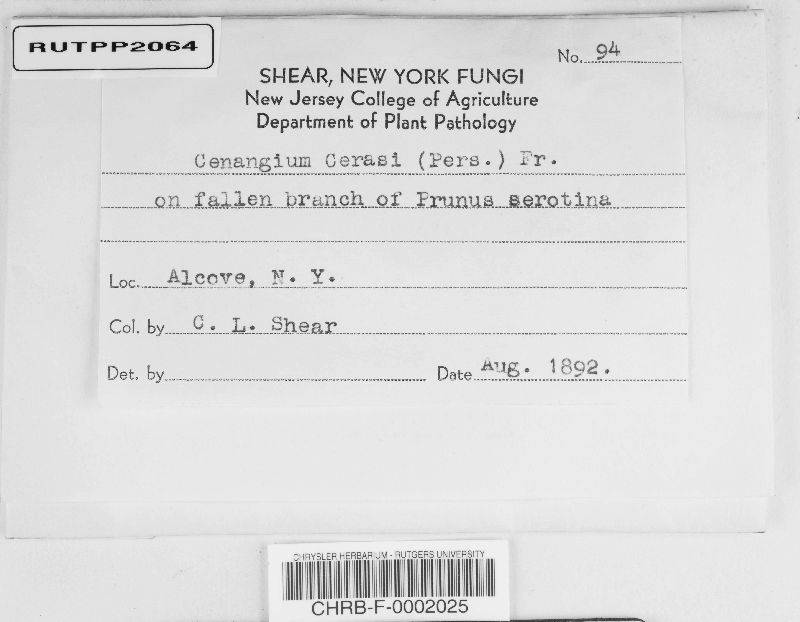 RUTPP2064
No. 94
SHEAR, NEW YORK FUNGI
New Jersey College of Agriculture
Department of Plant Pathology
Cenangium Cerasi (Pers.) Fr.
on fallen branch of Prunus serotina
Loc. Alcove, N. Y.
Col. by C. L. Shear
Det. by
Date Aug. 1892.
CHRYSLER HERBARIUM - RUTGERS UNIVERSITY
CHRB-F-0002025